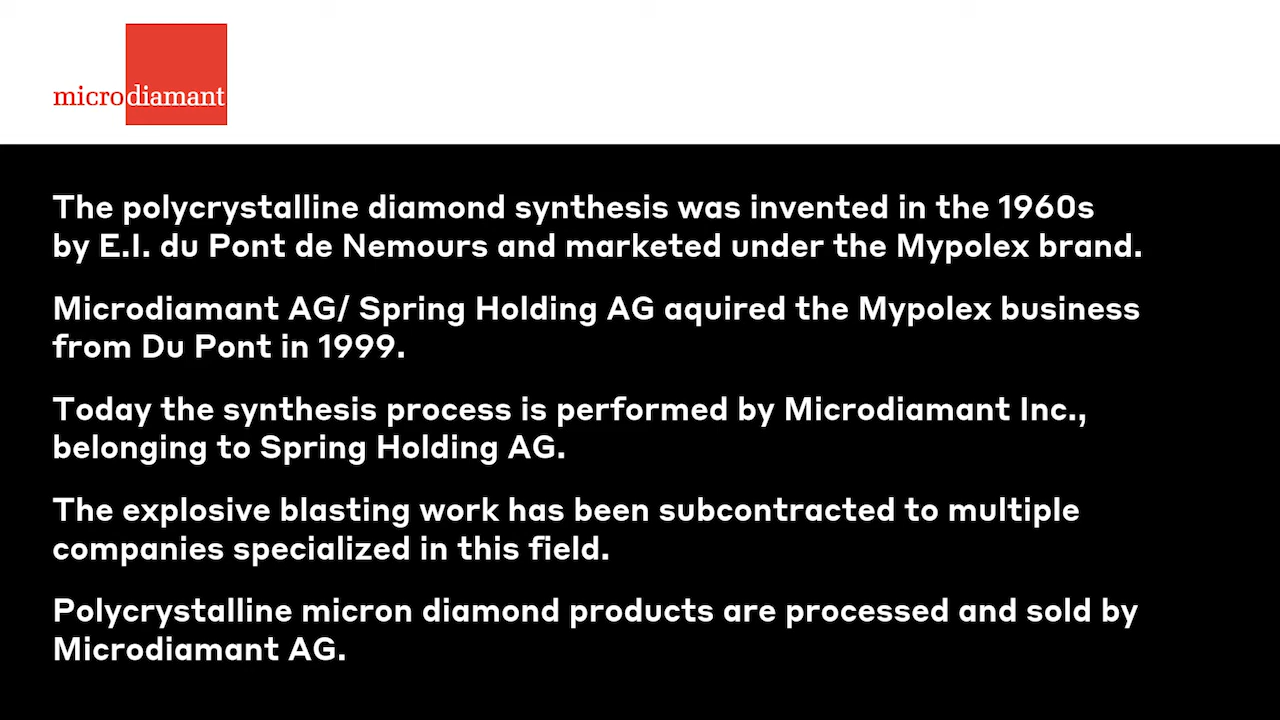 microdiamant
The polycrystalline diamond synthesis was invented in the 1960s
by E.I. du Pont de Nemours and marketed under the Mypolex brand.
Microdiamant AG/ Spring Holding AG aquired the Mypolex business
from Du Pont in 1999.
Today the synthesis process is performed by Microdiamant Inc.,
belonging to Spring Holding AG.
The explosive blasting work has been subcontracted to multiple
companies specialized in this field.
Polycrystalline micron diamond products are processed and sold by
Microdiamant AG.